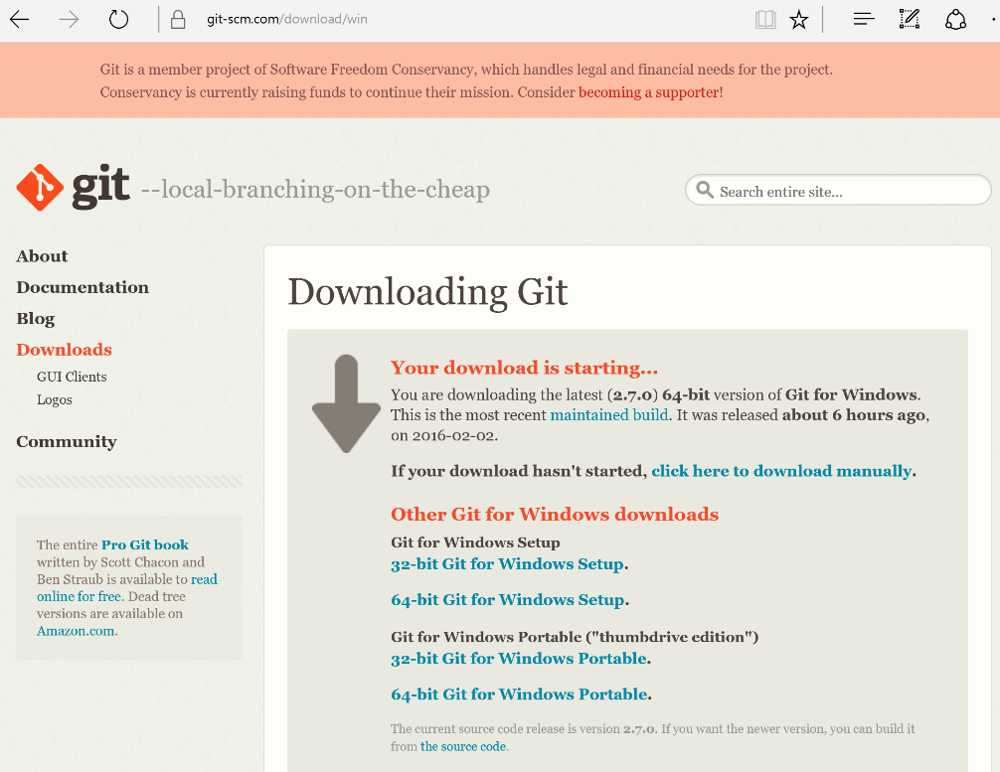 git-scm.com/download/win
Git is a member project of Software Freedom Conservancy, which handles legal and financial needs for the project.
Conservancy is currently raising funds to continue their mission. Consider becoming a supporter!
git --local-branching-on-the-cheap
Search entire site...
About
Documentation
Blog
Downloads
GUI Clients
Logos
Community
The entire Pro Git book
written by Scott Chacon and
Ben Straub is available to read
online for free. Dead tree
versions are available on
Amazon.com.
Downloading Git
Your download is starting...
You are downloading the latest (2.7.0) 64-bit version of Git for Windows.
This is the most recent maintained build. It was released about 6 hours ago,
on 2016-02-02.
If your download hasn't started, click here to download manually.
Other Git for Windows downloads
Git for Windows Setup
32-bit Git for Windows Setup.
64-bit Git for Windows Setup.
Git for Windows Portable ("thumbdrive edition")
32-bit Git for Windows Portable.
64-bit Git for Windows Portable.
The current source code release is version 2.7.0. If you want the newer version, you can build it
from the source code.